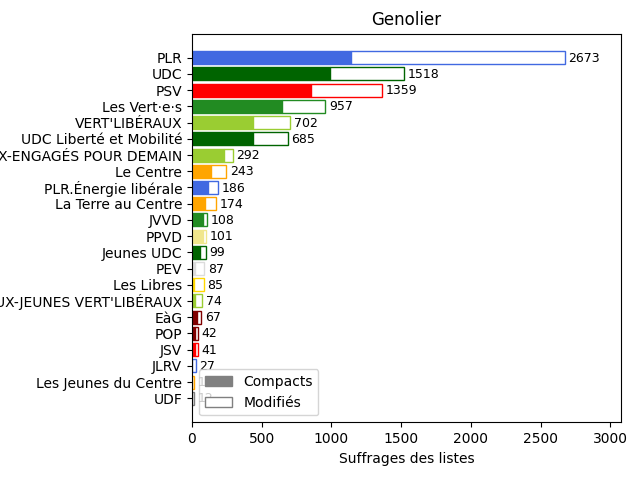 Genolier
PLR 2673
UDC 1518
PSV 1359
Les Vert·e·s 957
VERT'LIBÉRAUX 702
UDC Liberté et Mobilité 685
X-ENGAGÉS POUR DEMAIN 292
Le Centre 243
PLR.Énergie libérale 186
La Terre au Centre 174
JVVD 108
PPVD 101
Jeunes UDC 99
PEV 87
Les Libres 85
UX-JEUNES VERT'LIBÉRAUX 74
EàG 67
POP 42
JSV 41
JLRV 27
Les Jeunes du Centre
UDF
Compacts
Modifiés
0 500 1000 1500 2000 2500 3000
Suffrages des listes